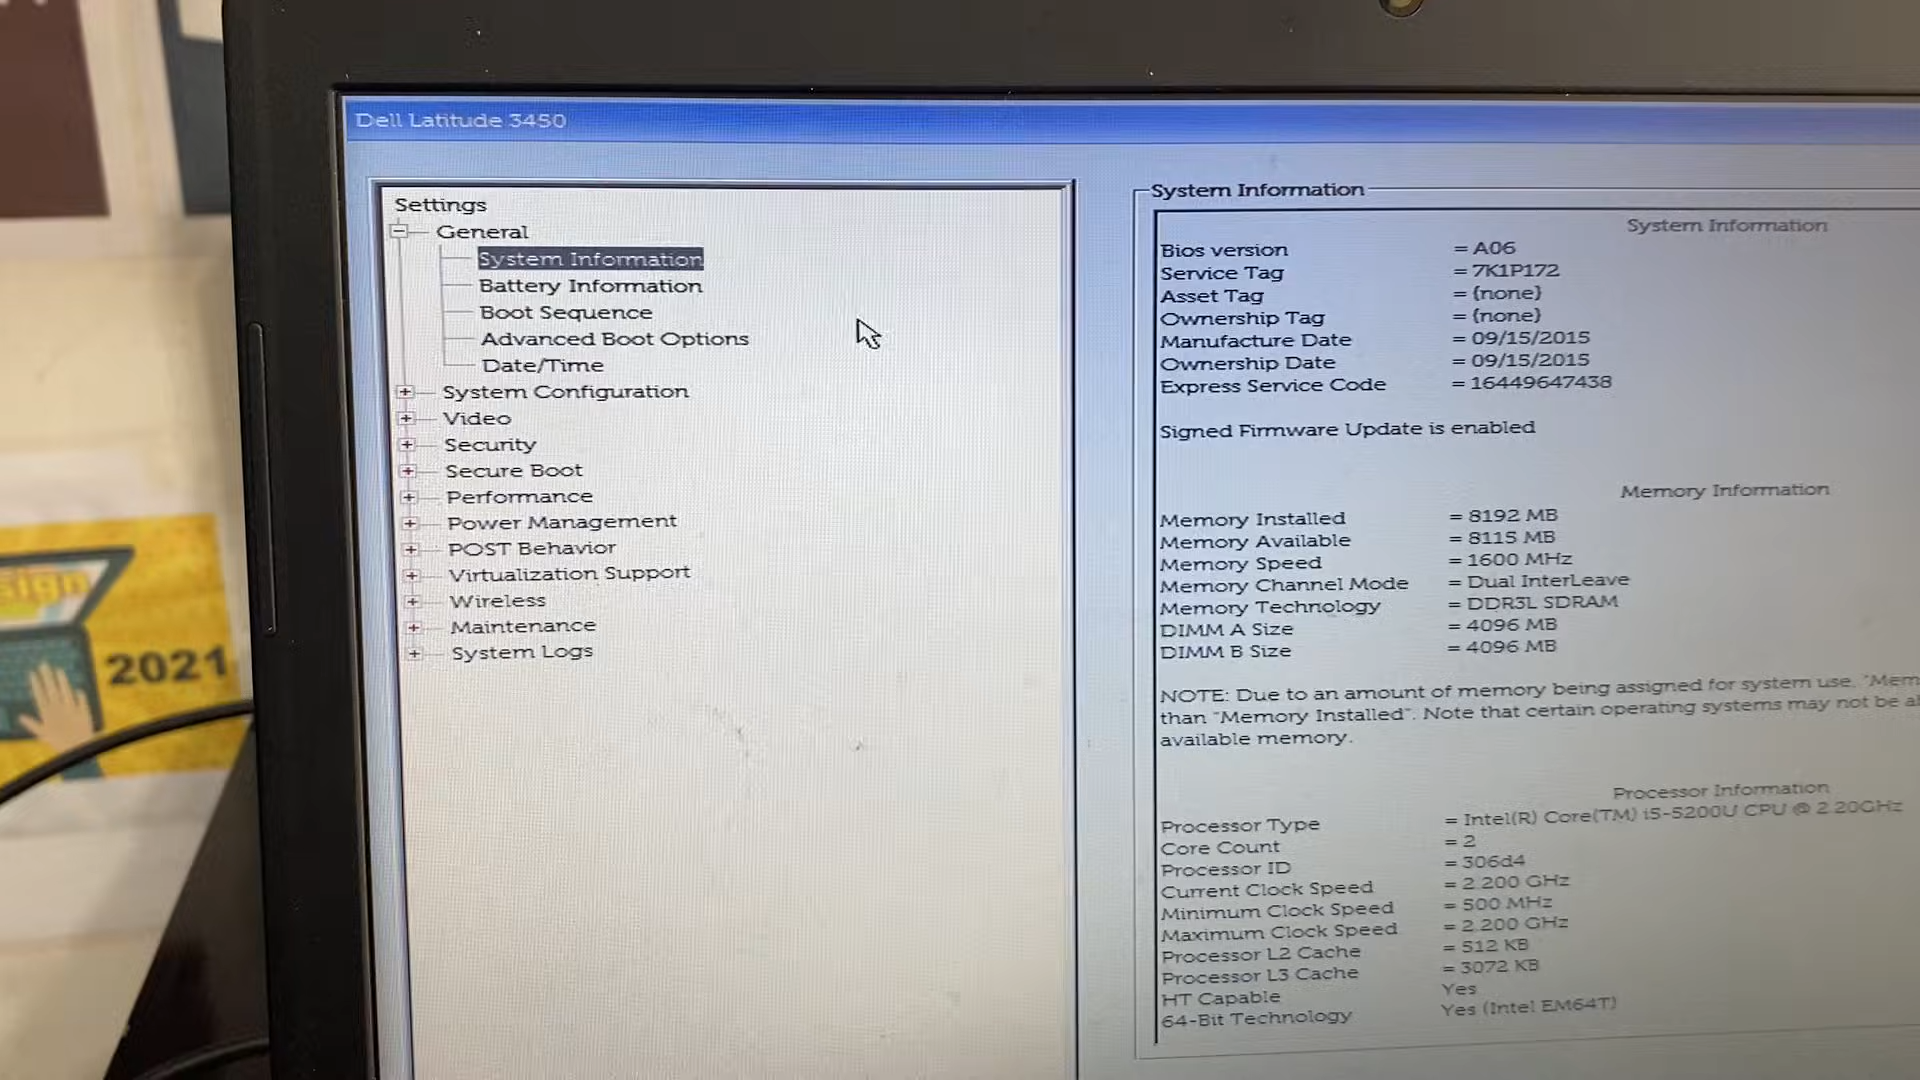 Dell Latitude 3450
Settings
General
System Information
Battery Information
Boot Sequence
Advanced Boot Options
Date/Time
System Configuration
Video
Security
Secure Boot
Performance
Power Management
POST Behavior
Virtualization Support
Wireless
Maintenance
System Logs
System Information
System Information
Bios version = A06
Service Tag = 7K1P172
Asset Tag = {none}
Ownership Tag = {none}
Manufacture Date = 09/15/2015
Ownership Date = 09/15/2015
Express Service Code = 16449647438
Signed Firmware Update is enabled
Memory Information
Memory Installed = 8192 MB
Memory Available = 8115 MB
Memory Speed = 1600 MHz
Memory Channel Mode = Dual InterLeave
Memory Technology = DDR3L SDRAM
DIMM A Size = 4096 MB
DIMM B Size = 4096 MB
NOTE: Due to an amount of memory being assigned for system use, "Mem
than "Memory Installed". Note that certain operating systems may not be a
available memory.
Processor Information
Processor Type = Intel(R) Core(TM) i5-5200U CPU @ 2.20GHz
Core Count = 2
Processor ID = 306d4
Current Clock Speed = 2.200 GHz
Minimum Clock Speed = 500 MHz
Maximum Clock Speed = 2.200 GHz
Processor L2 Cache = 512 KB
Processor L3 Cache = 3072 KB
HT Capable Yes
64-Bit Technology Yes (Intel EM64T)
sign
2021